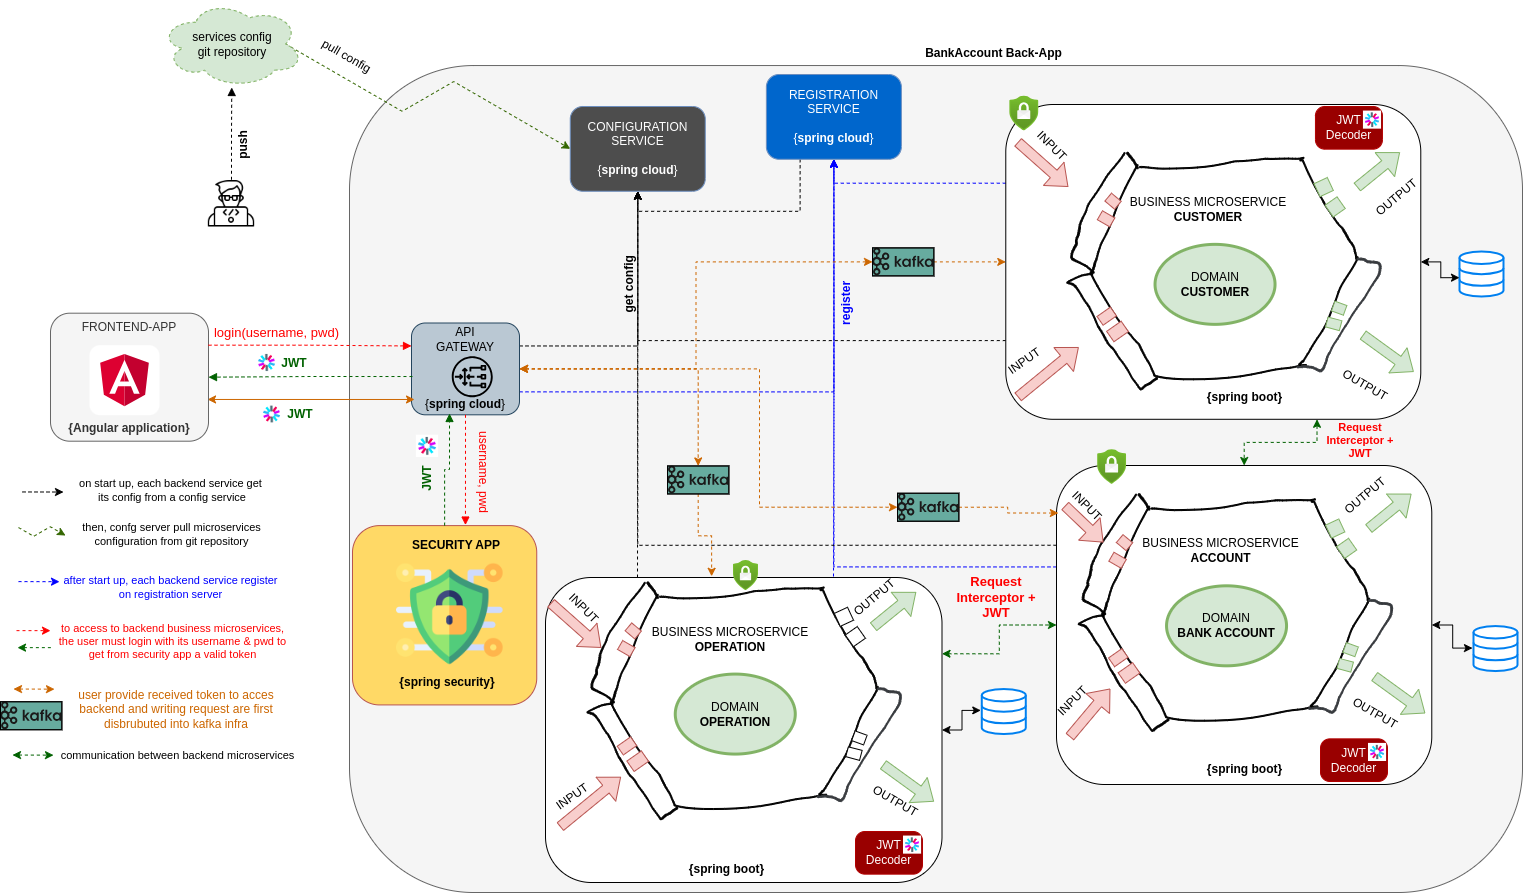 services config
git repository
pull config
push
BankAccount Back-App
CONFIGURATION
SERVICE
{spring cloud}
REGISTRATION
SERVICE
{spring cloud}
get config
register
FRONTEND-APP
{Angular application}
login(username, pwd)
JWT
JWT
API
GATEWAY
{spring cloud}
JWT
username, pwd
SECURITY APP
{spring security}
kafka
kafka
kafka
INPUT
INPUT
BUSINESS MICROSERVICE
CUSTOMER
DOMAIN
CUSTOMER
JWT
Decoder
OUTPUT
OUTPUT
{spring boot}
Request
Interceptor +
JWT
INPUT
INPUT
BUSINESS MICROSERVICE
ACCOUNT
DOMAIN
BANK ACCOUNT
OUTPUT
OUTPUT
{spring boot}
JWT
Decoder
Request
Interceptor +
JWT
INPUT
INPUT
BUSINESS MICROSERVICE
OPERATION
DOMAIN
OPERATION
OUTPUT
OUTPUT
{spring boot}
JWT
Decoder
on start up, each backend service get
its config from a config service
then, confg server pull microservices
configuration from git repository
after start up, each backend service register
on registration server
to access to backend business microservices,
the user must login with its username & pwd to
get from security app a valid token
user provide received token to acces
backend and writing request are first
disbrubuted into kafka infra
kafka
communication between backend microservices